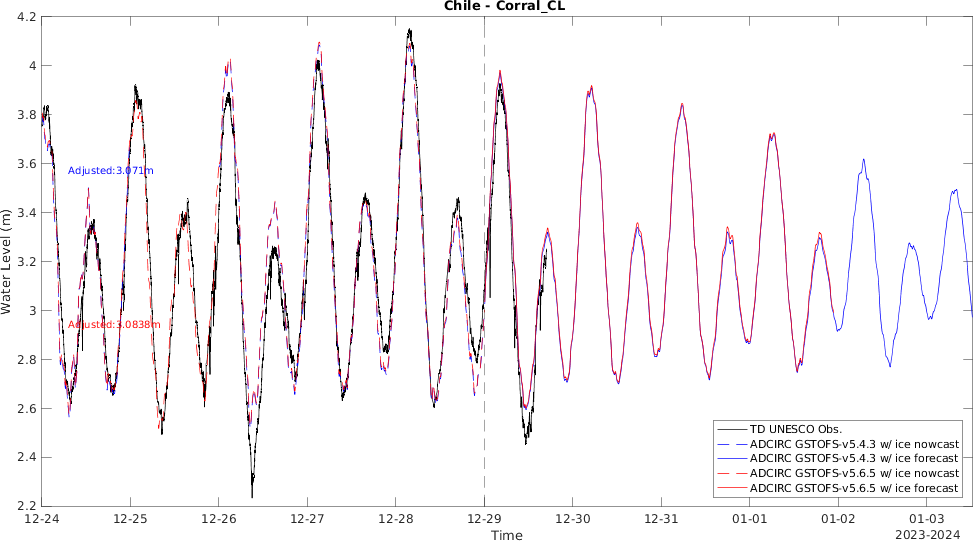 Chile - Corral_CL
4.2
4
3.8
3.6
3.4
3.2
3
2.8
2.6
2.4
2.2
Water Level (m)
Adjusted:3.071m
Adjusted:3.0838m
TD UNESCO Obs.
ADCIRC GSTOFS-v5.4.3 w/ ice nowcast
ADCIRC GSTOFS-v5.4.3 w/ ice forecast
ADCIRC GSTOFS-v5.6.5 w/ ice nowcast
ADCIRC GSTOFS-v5.6.5 w/ ice forecast
12-24 12-25 12-26 12-27 12-28 12-29 12-30 12-31 01-01 01-02 01-03
Time
2023-2024